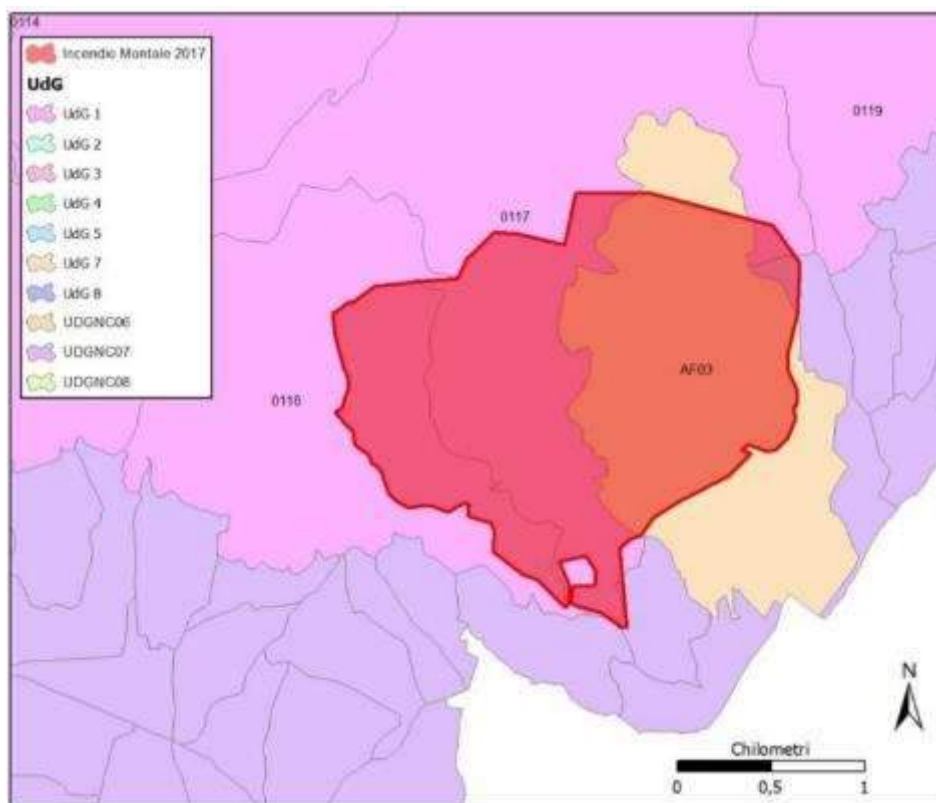 0114
Incendio Montale 2017
UdG
UdG 1
UdG 2
UdG 3
UdG 4
UdG 5
UdG 7
UdG 8
UDGNC06
UDGNC07
UDGNC08
0119
0117
AF03
0118
N
Chilometri
0 0,5 1